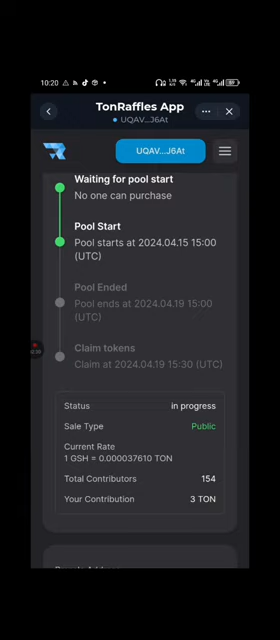 10:20
TonRaffles App
UQAV...J6At
UQAV...J6At
Waiting for pool start
No one can purchase
Pool Start
Pool starts at 2024.04.15 15:00
(UTC)
Pool Ended
Pool ends at 2024.04.19 15:00
(UTC)
Claim tokens
Claim at 2024.04.19 15:30 (UTC)
Status in progress
Sale Type Public
Current Rate
1 GSH = 0.000037610 TON
Total Contributors 154
Your Contribution 3 TON